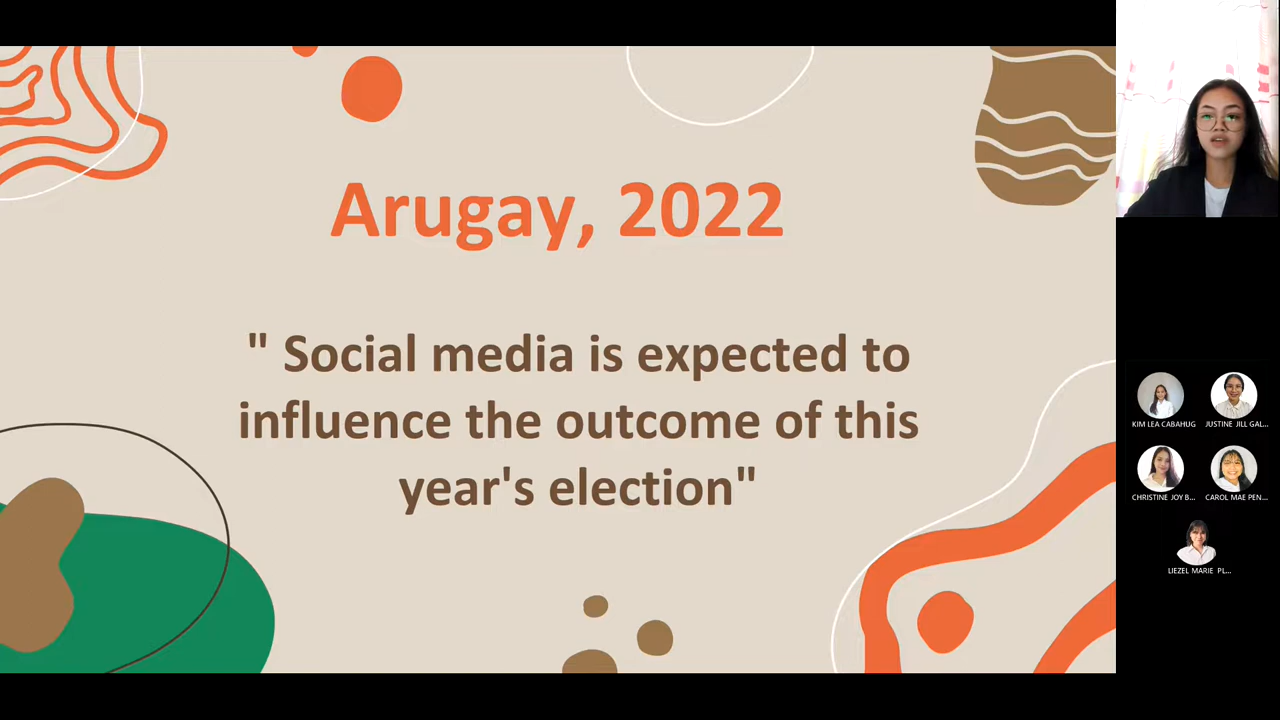 Arugay, 2022
" Social media is expected to
influence the outcome of this
year's election"
KIM LEA CABAHUG
JUSTINE JILL GAL...
CHRISTINE JOY B...
CAROL MAE PEN...
LIEZEL MARIE PL...